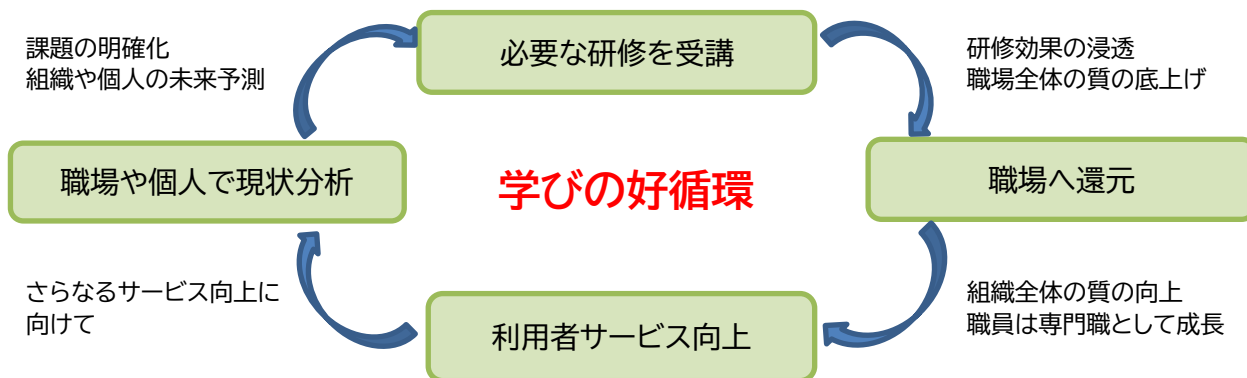 課題の明確化
組織や個人の未来予測
必要な研修を受講
研修効果の浸透
職場全体の質の底上げ
職場や個人で現状分析
学びの好循環
職場へ還元
さらなるサービス向上に
向けて
利用者サービス向上
組織全体の質の向上
職員は専門職として成長